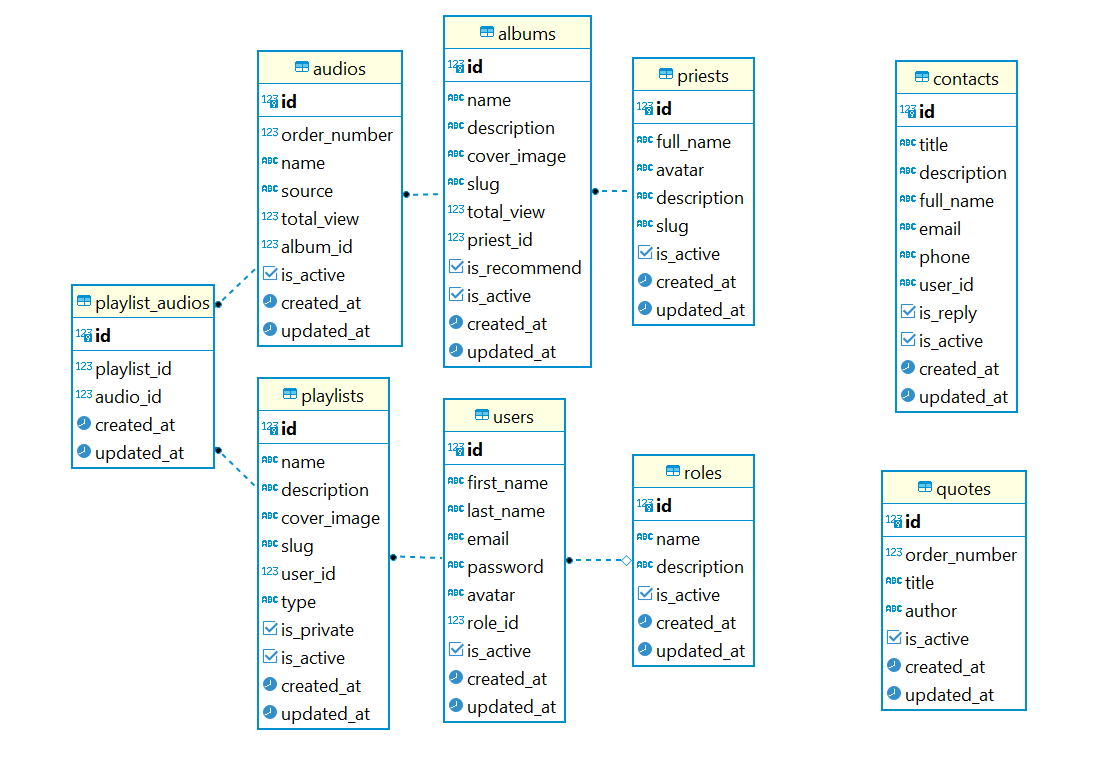 albums
id
name
description
cover_image
slug
total_view
priest_id
is_recommend
is_active
created_at
updated_at
audios
id
order_number
name
source
total_view
album_id
is_active
created_at
updated_at
priests
id
full_name
avatar
description
slug
is_active
created_at
updated_at
contacts
id
title
description
full_name
email
phone
user_id
is_reply
is_active
created_at
updated_at
playlist_audios
id
playlist_id
audio_id
created_at
updated_at
playlists
id
name
description
cover_image
slug
user_id
type
is_private
is_active
created_at
updated_at
users
id
first_name
last_name
email
password
avatar
role_id
is_active
created_at
updated_at
roles
id
name
description
is_active
created_at
updated_at
quotes
id
order_number
title
author
is_active
created_at
updated_at